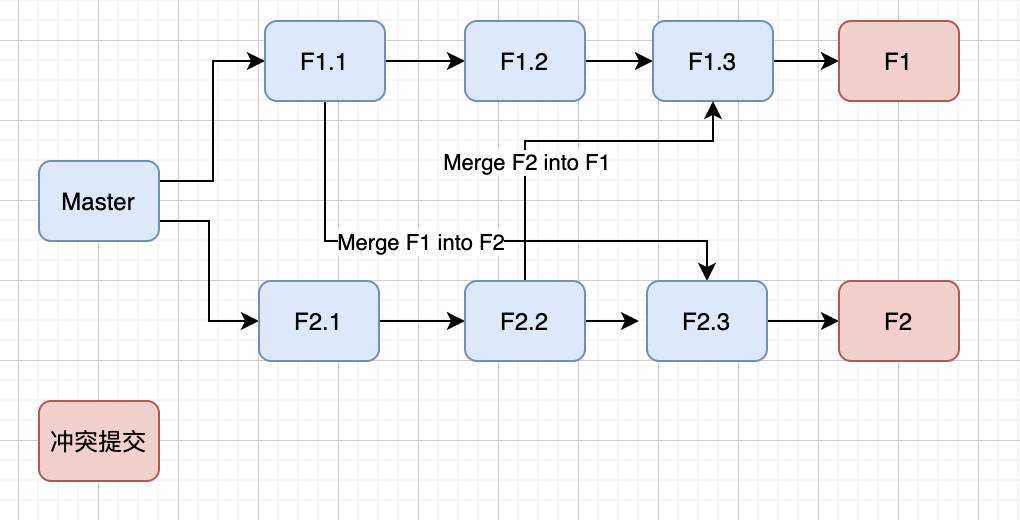 F1.1
F1.2
F1.3
F1
Merge F2 into F1
Master
Merge F1 into F2
F2.1
F2.2
F2.3
F2
冲突提交